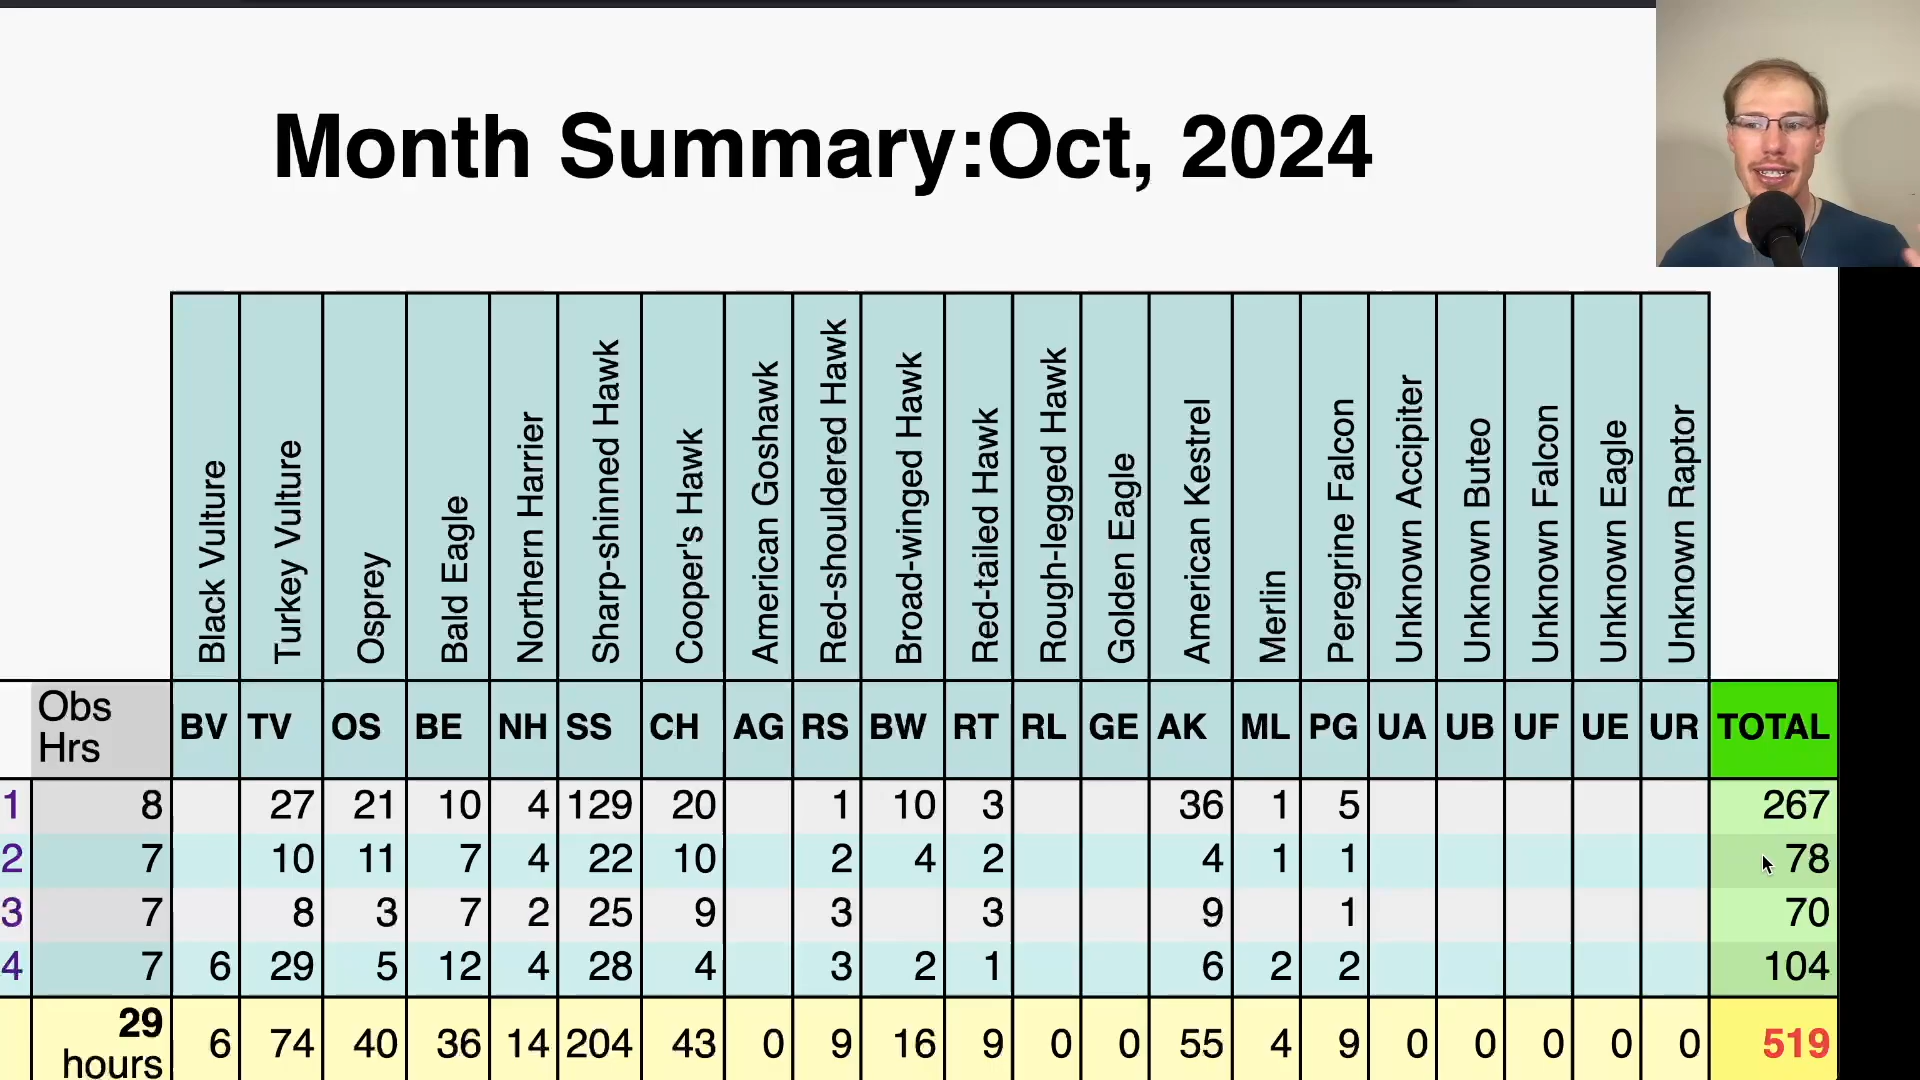 Month Summary:Oct, 2024
Black Vulture
Turkey Vulture
Osprey
Bald Eagle
Northern Harrier
Sharp-shinned Hawk
Cooper's Hawk
American Goshawk
Red-shouldered Hawk
Broad-winged Hawk
Red-tailed Hawk
Rough-legged Hawk
Golden Eagle
American Kestrel
Merlin
Peregrine Falcon
Unknown Accipiter
Unknown Buteo
Unknown Falcon
Unknown Eagle
Unknown Raptor
Obs
Hrs BV TV OS BE NH SS CH AG RS BW RT RL GE AK ML PG UA UB UF UE UR TOTAL
1 8 27 21 10 4 129 20 1 10 3 36 1 5 267
2 7 10 11 7 4 22 10 2 4 2 4 1 1 78
3 7 8 3 7 2 25 9 3 3 9 1 70
4 7 6 29 5 12 4 28 4 3 2 1 6 2 2 104
29
hours 6 74 40 36 14 204 43 0 9 16 9 0 0 55 4 9 0 0 0 0 0 519